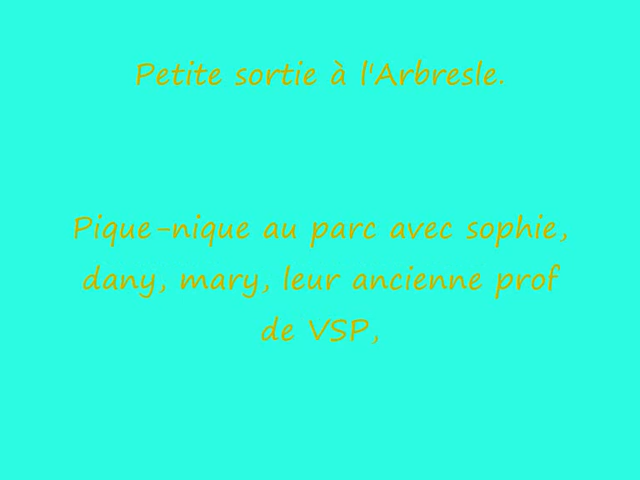 Petite sortie à l'Arbresle.
Pique-nique au parc avec sophie,
dany, mary, leur ancienne prof
de VSP,